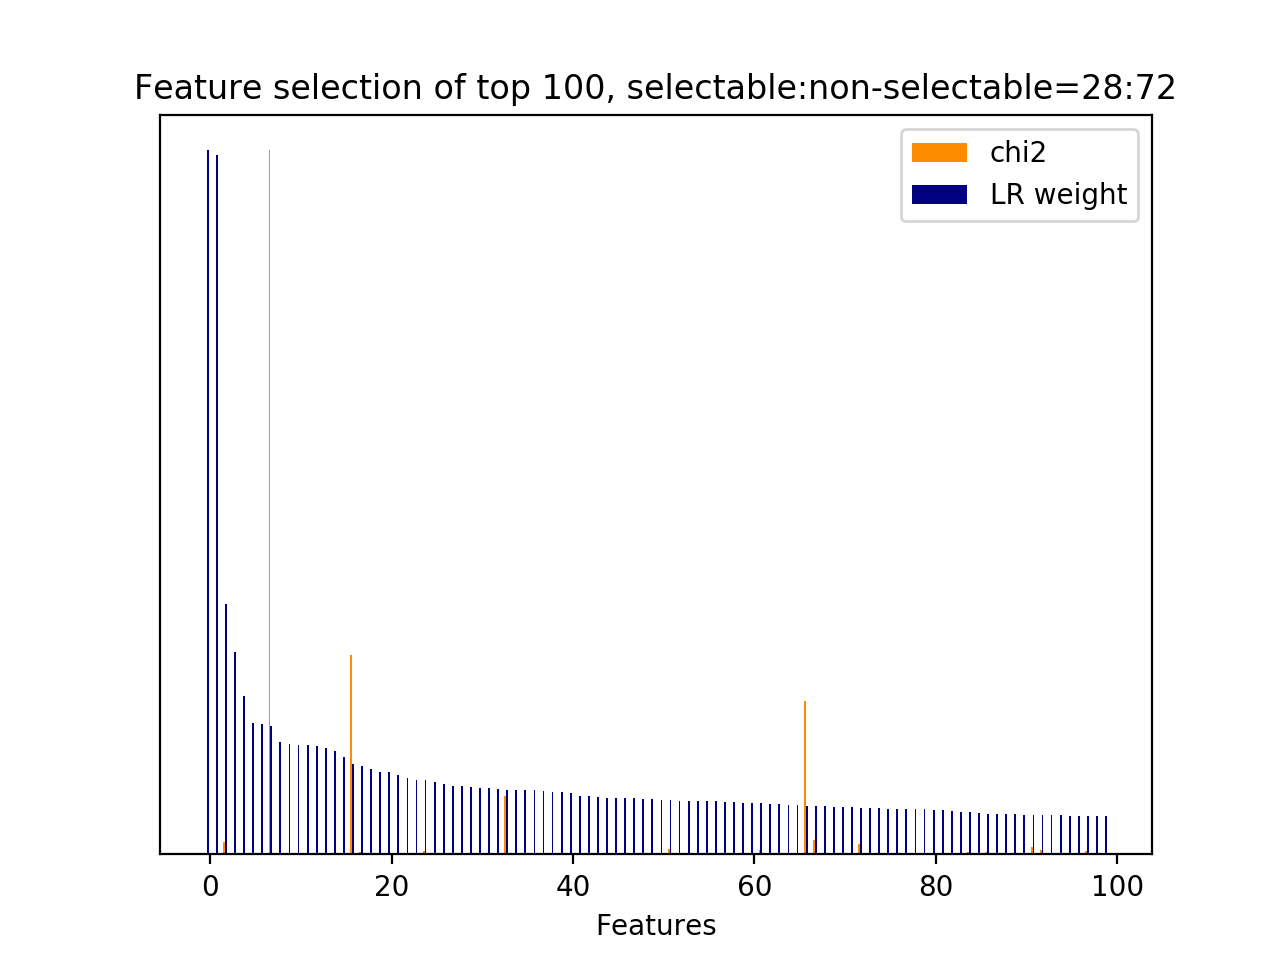 Feature selection of top 100, selectable:non-selectable=28:72
chi2
LR weight
0 20 40 60 80 100
Features